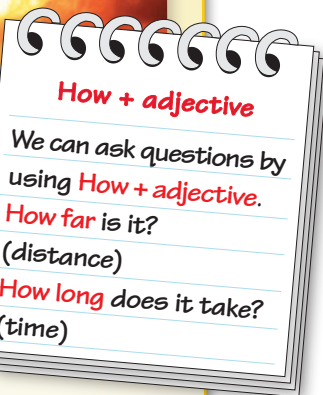 How + adjective
We can ask questions by
using How + adjective.
How far is it?
(distance)
How long does it take?
(time)